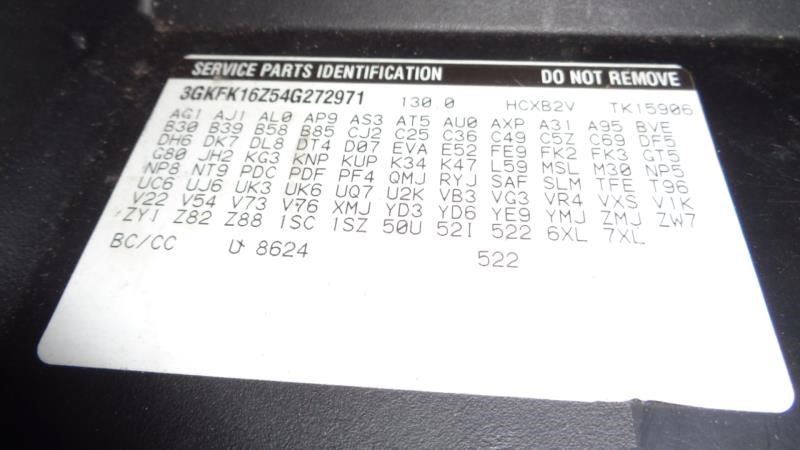 SERVICE PARTS IDENTIFICATION DO NOT REMOVE
3GKFK16Z54G272971 130.0 HCXB2V TK15906
AG1 AJ1 AL0 AP9 AS3 AT5 AU0 AXP A31 A95 BVE
B30 B39 B58 B85 CJ2 C25 C36 C49 C5Z C69 DF5
DH6 DK7 DL8 DT4 D07 EVA E52 FE9 FK2 FK3 GT5
G80 JH2 KG3 KNP KUP K34 K47 L59 MSL M30 NP5
NP8 NT9 PDC PDF PF4 QMJ RYJ SAF SLM TFE T96
UC6 UJ6 UK3 UK6 UQ7 U2K VB3 VG3 VR4 VXS V1K
V22 V54 V73 V76 XMJ YD3 YD6 YE9 YMJ ZMJ ZW7
ZY1 Z82 Z88 1SC 1SZ 50U 52I 522 6XL 7XL
BC/CC U 8624 522